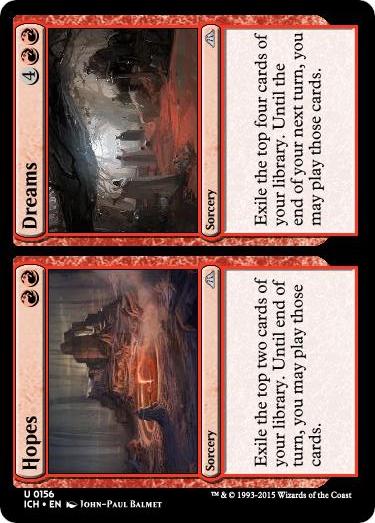 Hopes
Sorcery
Exile the top two cards of
your library. Until end of
turn, you may play those
cards.
4
Dreams
Sorcery
Exile the top four cards of
your library. Until the
end of your next turn, you
may play those cards.
U 0156
ICH • EN JOHN-PAUL BALMET
™ & © 1993-2015 Wizards of the Coast